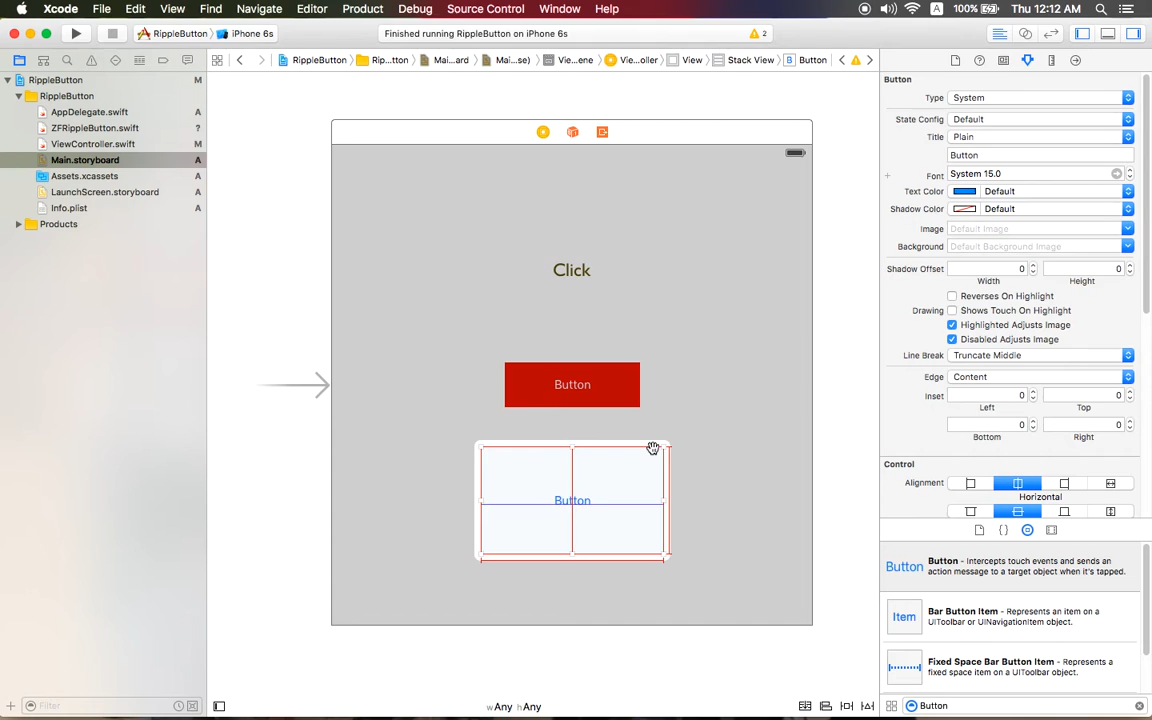 Xcode File Edit View Find Navigate Editor Product Debug Source Control Window Help A 100% Thu 12:12 AM
RippleButton iPhone 6s Finished running RippleButton on iPhone 6s 2
RippleButton Rip...tton Mai...ard Mai...se) Vie...ene Vie...oller View Stack View B Button
RippleButton M
RippleButton
AppDelegate.swift A
ZFRippleButton.swift ?
ViewController.swift M
Main.storyboard A
Assets.xcassets A
LaunchScreen.storyboard A
Info.plist A
Products
Click
Button
Button
Button
Type System
State Config Default
Title Plain
Button
Font System 15.0
Text Color Default
Shadow Color Default
Image Default Image
Background Default Background Image
Shadow Offset 0 0
Width Height
Reverses On Highlight
Drawing Shows Touch On Highlight
Highlighted Adjusts Image
Disabled Adjusts Image
Line Break Truncate Middle
Edge Content
Inset 0 0
Left Top
0 0
Bottom Right
Control
Alignment
Horizontal
Button Button - Intercepts touch events and sends an
action message to a target object when it's tapped.
Item Bar Button Item - Represents an item on a
UIToolbar or UINavigationItem object.
Fixed Space Bar Button Item - Represents a
fixed space item on a UIToolbar object.
Filter
wAny hAny
Button